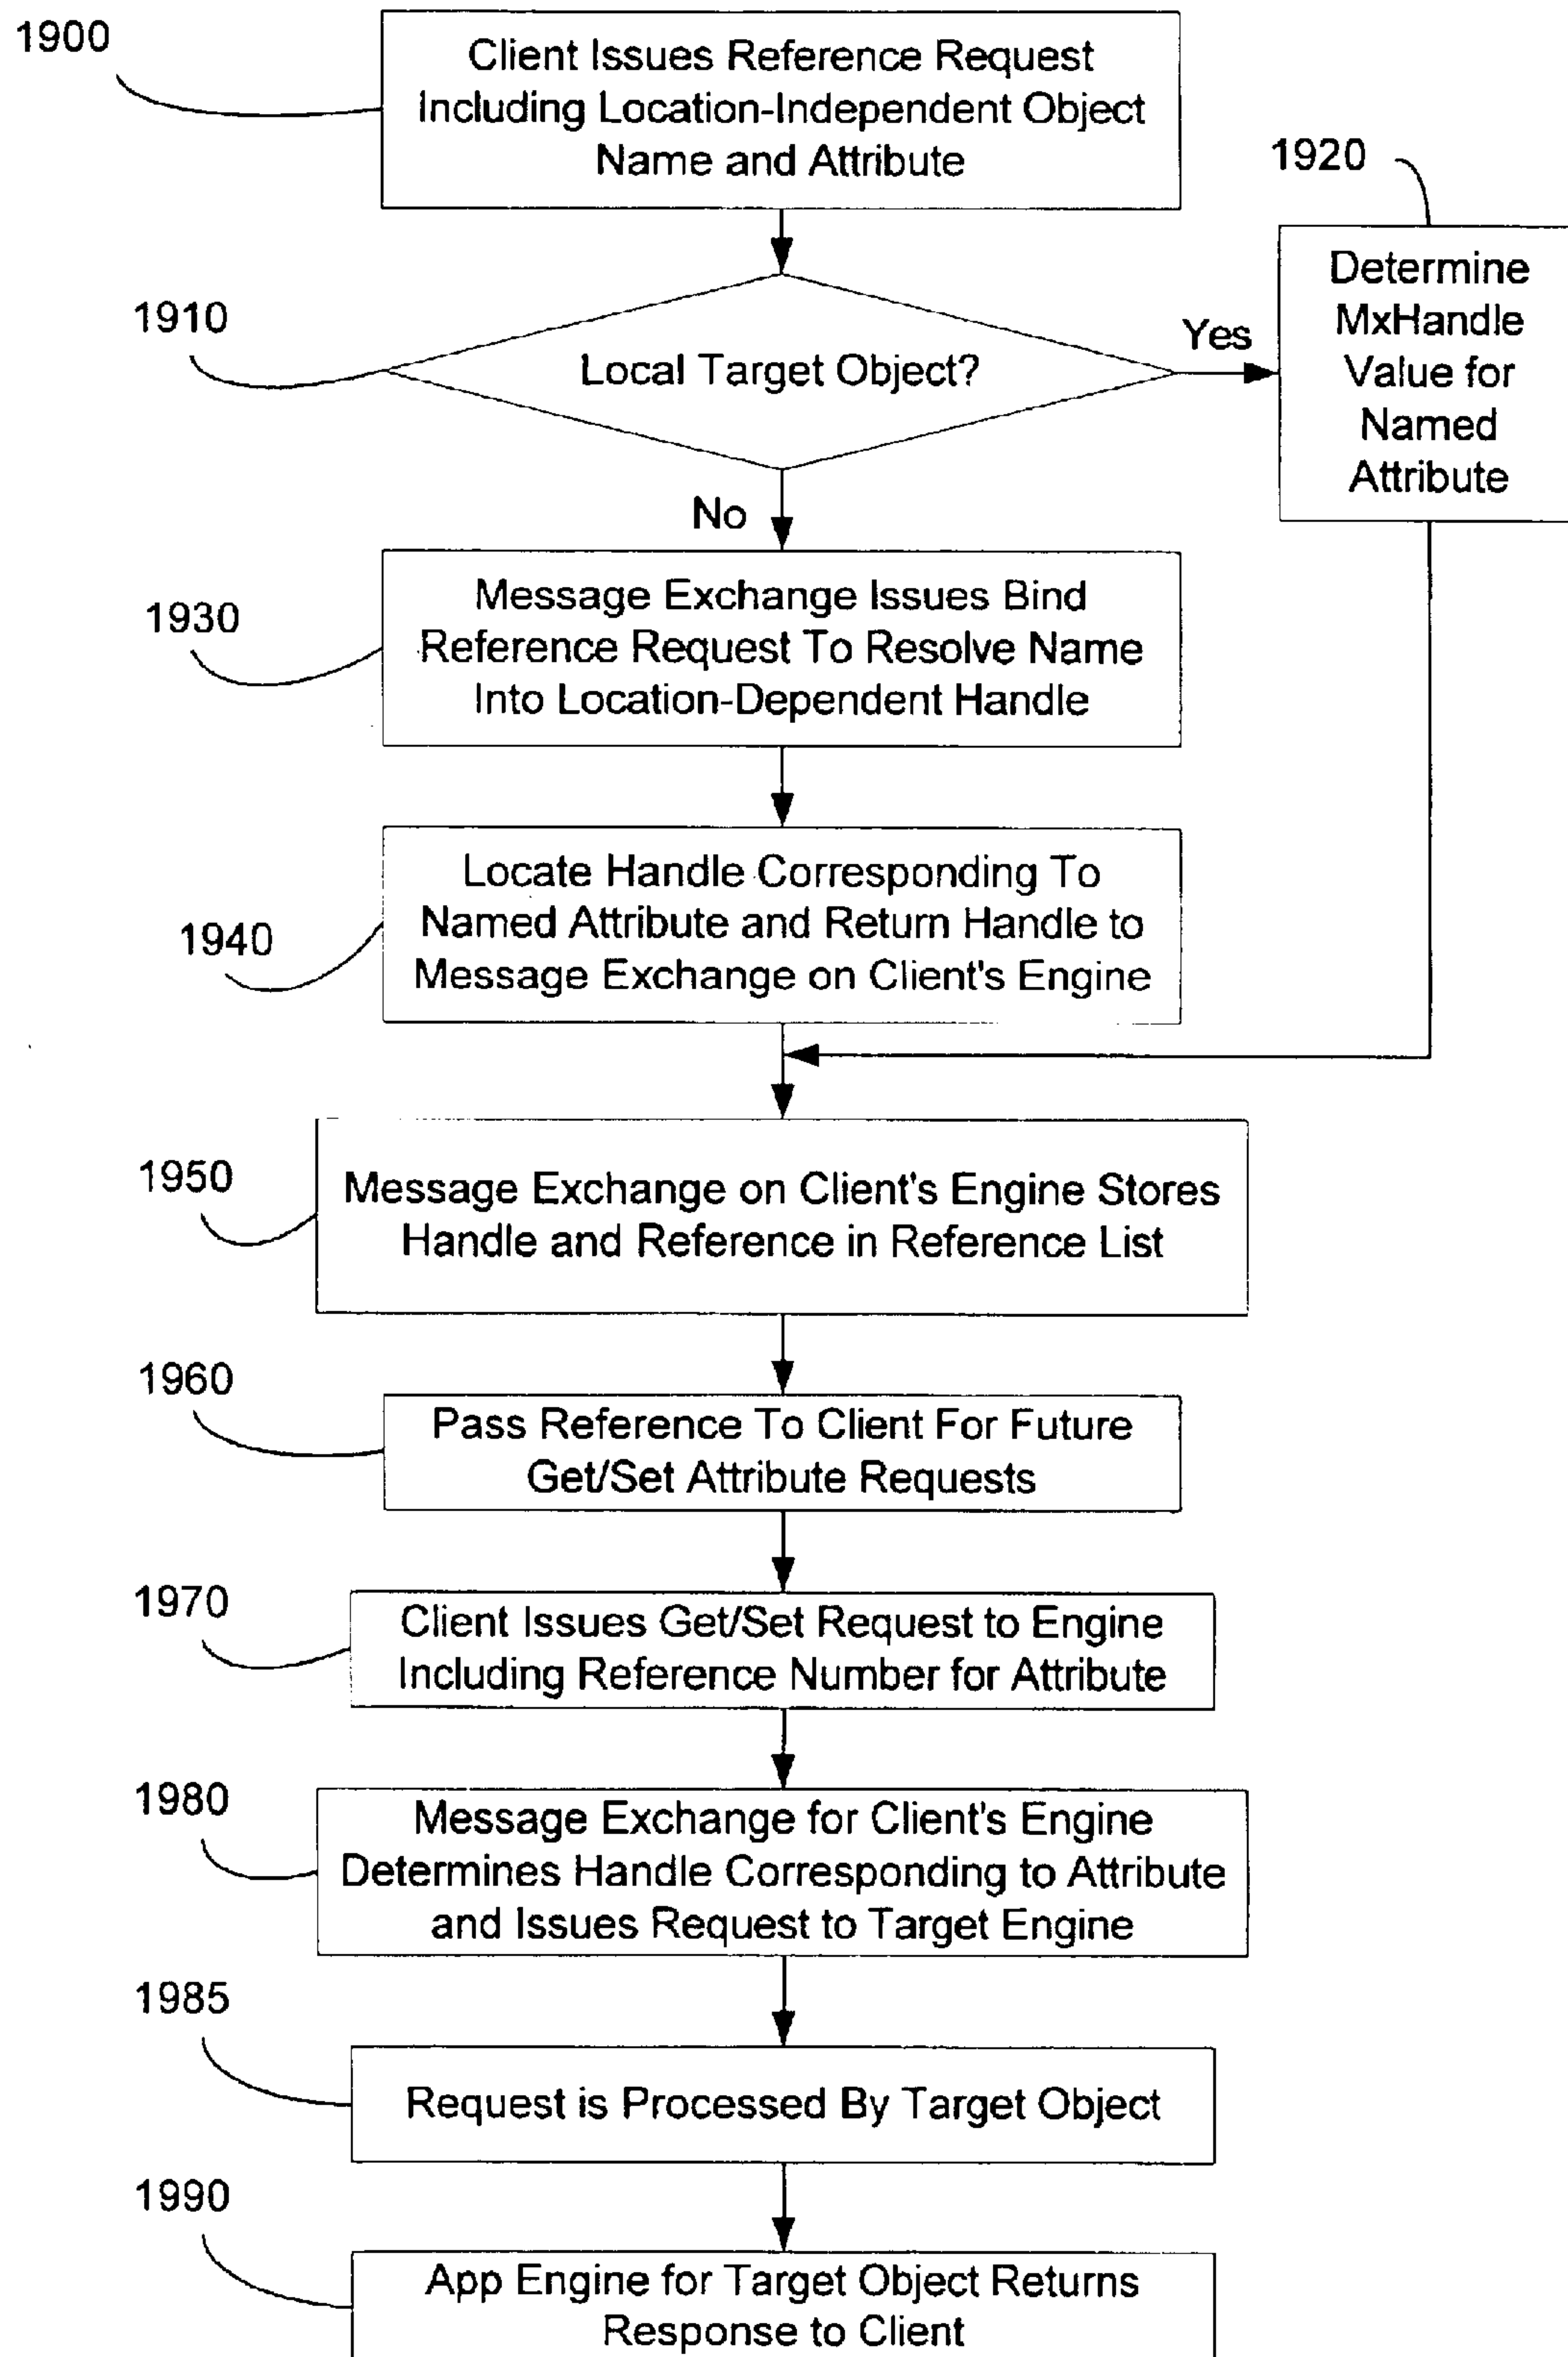 1900
Client Issues Reference Request
Including Location-Independent Object
Name and Attribute
1920
Determine
MxHandle
Value for
Named
Attribute
1910
Local Target Object?
Yes
No
1930
Message Exchange Issues Bind
Reference Request To Resolve Name
Into Location-Dependent Handle
1940
Locate Handle Corresponding To
Named Attribute and Return Handle to
Message Exchange on Client's Engine
1950
Message Exchange on Client's Engine Stores
Handle and Reference in Reference List
1960
Pass Reference To Client For Future
Get/Set Attribute Requests
1970
Client Issues Get/Set Request to Engine
Including Reference Number for Attribute
1980
Message Exchange for Client's Engine
Determines Handle Corresponding to Attribute
and Issues Request to Target Engine
1985
Request is Processed By Target Object
1990
App Engine for Target Object Returns
Response to Client